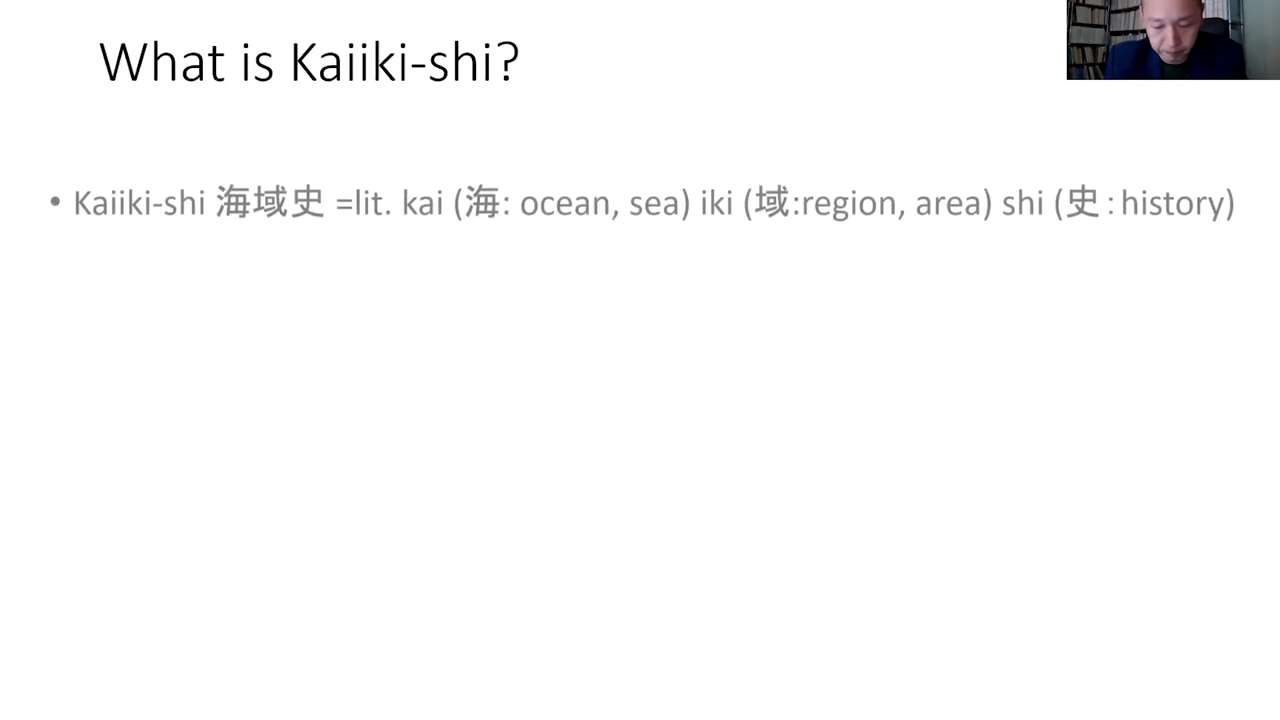 What is Kaiiki-shi?
• Kaiiki-shi 海域史 =lit. kai (海: ocean, sea) iki (域:region, area) shi (史：history)